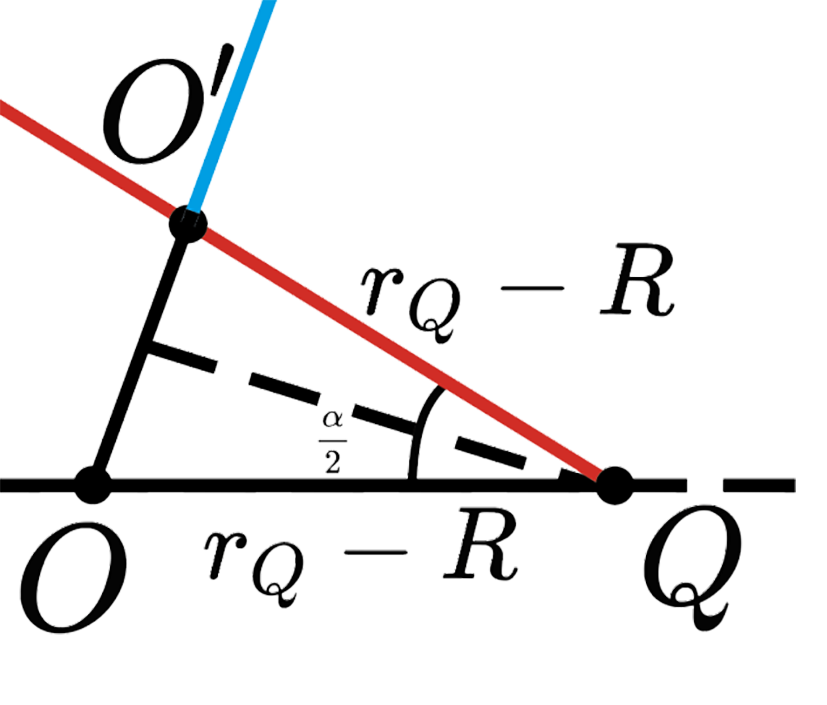 O′
r_Q − R
α/2
r_Q − R
O
Q